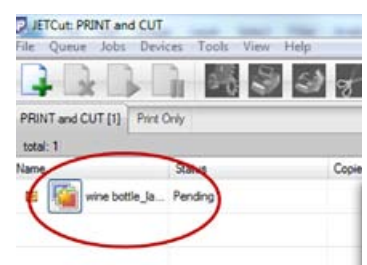 JETCut: PRINT and CUT
File Queue Jobs Devices Tools View Help
PRINT and CUT [1] Print Only
total: 1
Name Status Copie
wine bottle_la... Pending